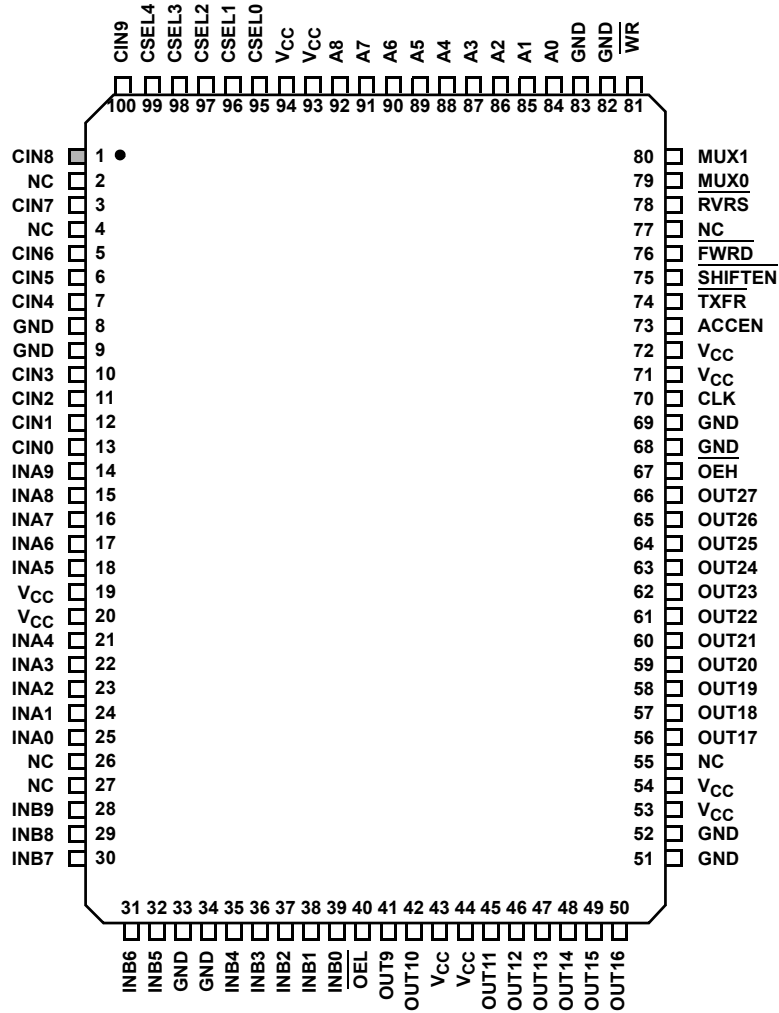 CIN9 CSEL4 CSEL3 CSEL2 CSEL1 CSEL0 VCC VCC A8 A7 A6 A5 A4 A3 A2 A1 A0 GND GND WR
100 99 98 97 96 95 94 93 92 91 90 89 88 87 86 85 84 83 82 81
CIN8 1 80 MUX1
NC 2 79 MUX0
CIN7 3 78 RVRS
NC 4 77 NC
CIN6 5 76 FWRD
CIN5 6 75 SHIFTEN
CIN4 7 74 TXFR
GND 8 73 ACCEN
GND 9 72 VCC
CIN3 10 71 VCC
CIN2 11 70 CLK
CIN1 12 69 GND
CIN0 13 68 GND
INA9 14 67 OEH
INA8 15 66 OUT27
INA7 16 65 OUT26
INA6 17 64 OUT25
INA5 18 63 OUT24
VCC 19 62 OUT23
VCC 20 61 OUT22
INA4 21 60 OUT21
INA3 22 59 OUT20
INA2 23 58 OUT19
INA1 24 57 OUT18
INA0 25 56 OUT17
NC 26 55 NC
NC 27 54 VCC
INB9 28 53 VCC
INB8 29 52 GND
INB7 30 51 GND
31 32 33 34 35 36 37 38 39 40 41 42 43 44 45 46 47 48 49 50
INB6 INB5 GND GND INB4 INB3 INB2 INB1 INB0 OEL OUT9 OUT10 VCC VCC OUT11 OUT12 OUT13 OUT14 OUT15 OUT16